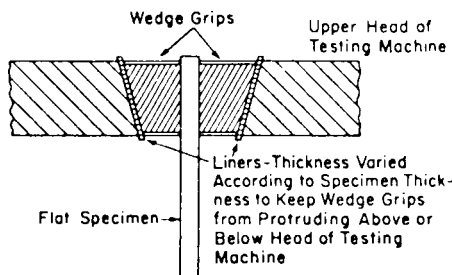 Wedge Grips
Upper Head of
Testing Machine
Liners-Thickness Varied
According to Specimen Thick-
ness to Keep Wedge Grips
from Protruding Above or
Below Head of Testing
Machine
Flat Specimen